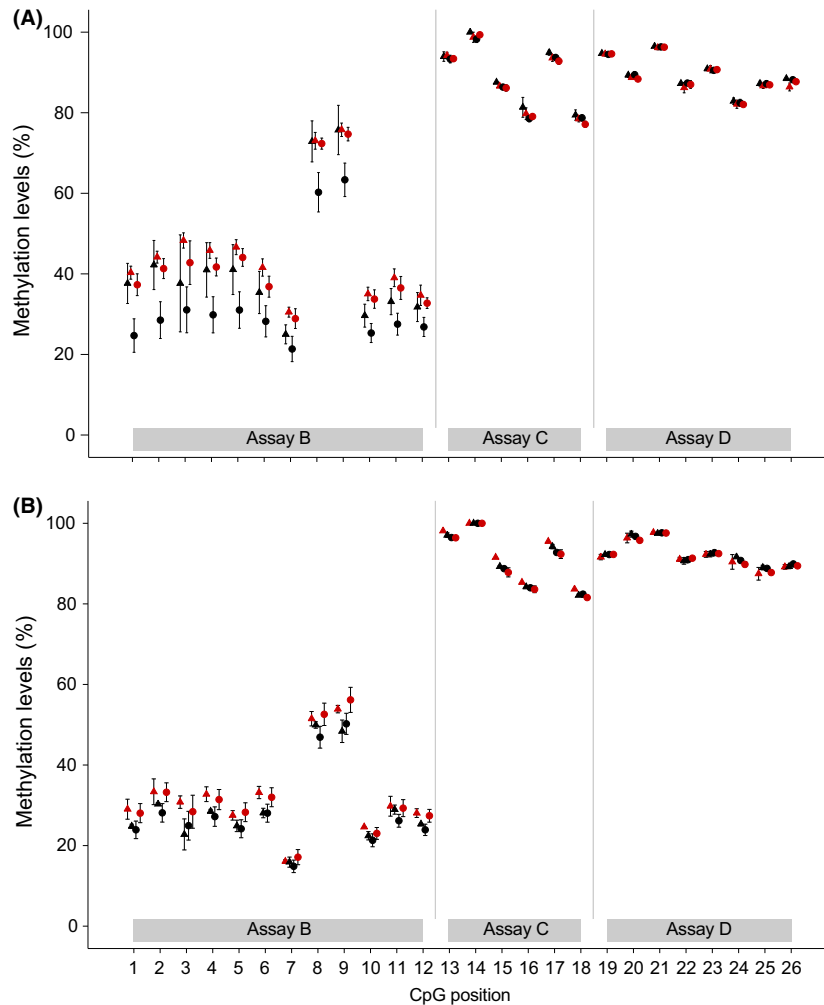 (A)
Methylation levels (%)
100
80
60
40
20
0
Assay B Assay C Assay D
(B)
Methylation levels (%)
100
80
60
40
20
0
Assay B Assay C Assay D
1 2 3 4 5 6 7 8 9 10 11 12 13 14 15 16 17 18 19 20 21 22 23 24 25 26
CpG position